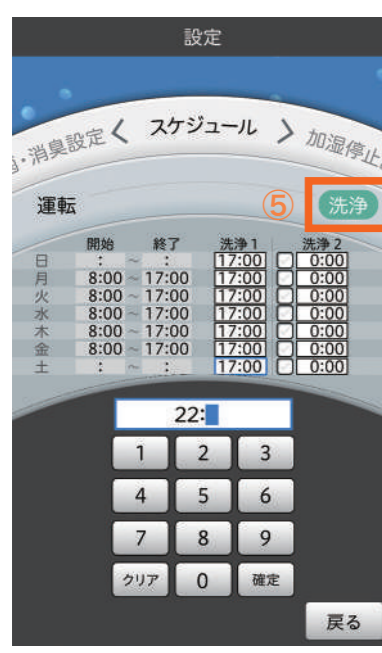 設定
・消臭設定 < スケジュール > 加湿停止
運転 ⑤ 洗浄
開始 終了 洗浄1 洗浄2
日 : ~ : 17:00 0:00
月 8:00 ~ 17:00 17:00 0:00
火 8:00 ~ 17:00 17:00 0:00
水 8:00 ~ 17:00 17:00 0:00
木 8:00 ~ 17:00 17:00 0:00
金 8:00 ~ 17:00 17:00 0:00
土 : ~ : 17:00 0:00
22:
1 2 3
4 5 6
7 8 9
クリア 0 確定
戻る